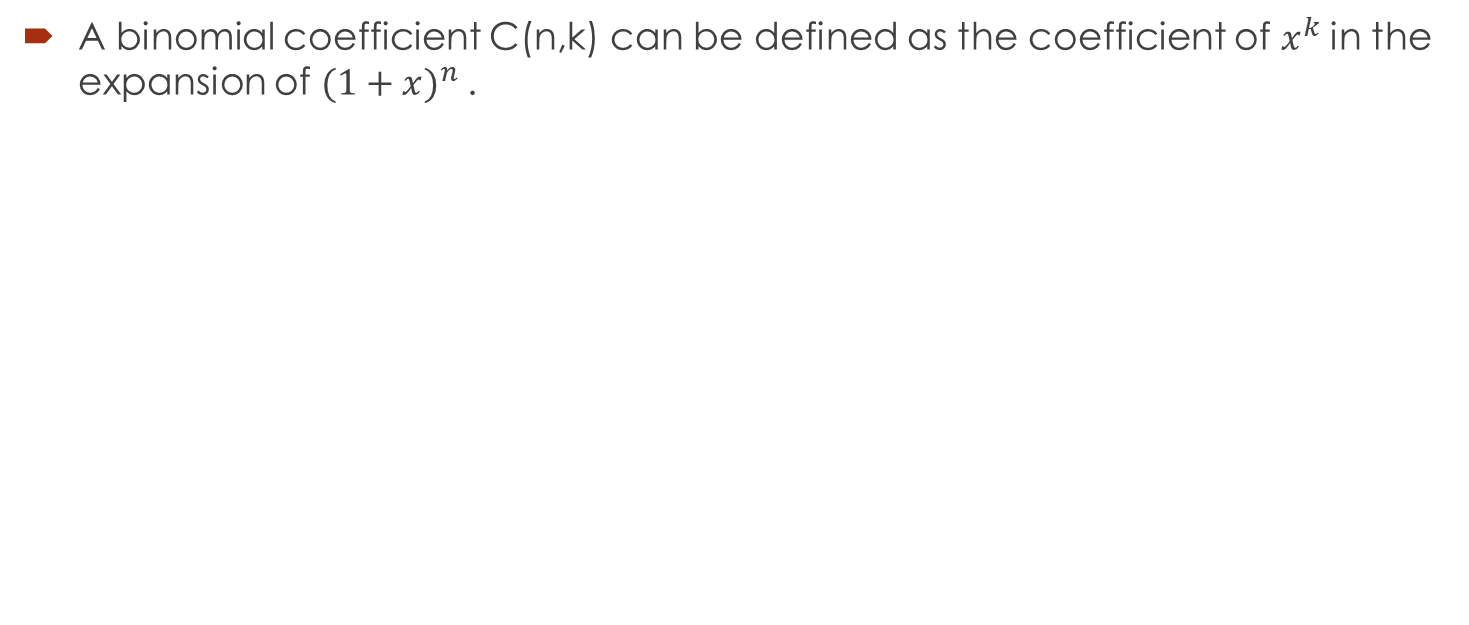 A binomial coefficient C(n,k) can be defined as the coefficient of $x^k$ in the
expansion of $(1 + x)^n$ .